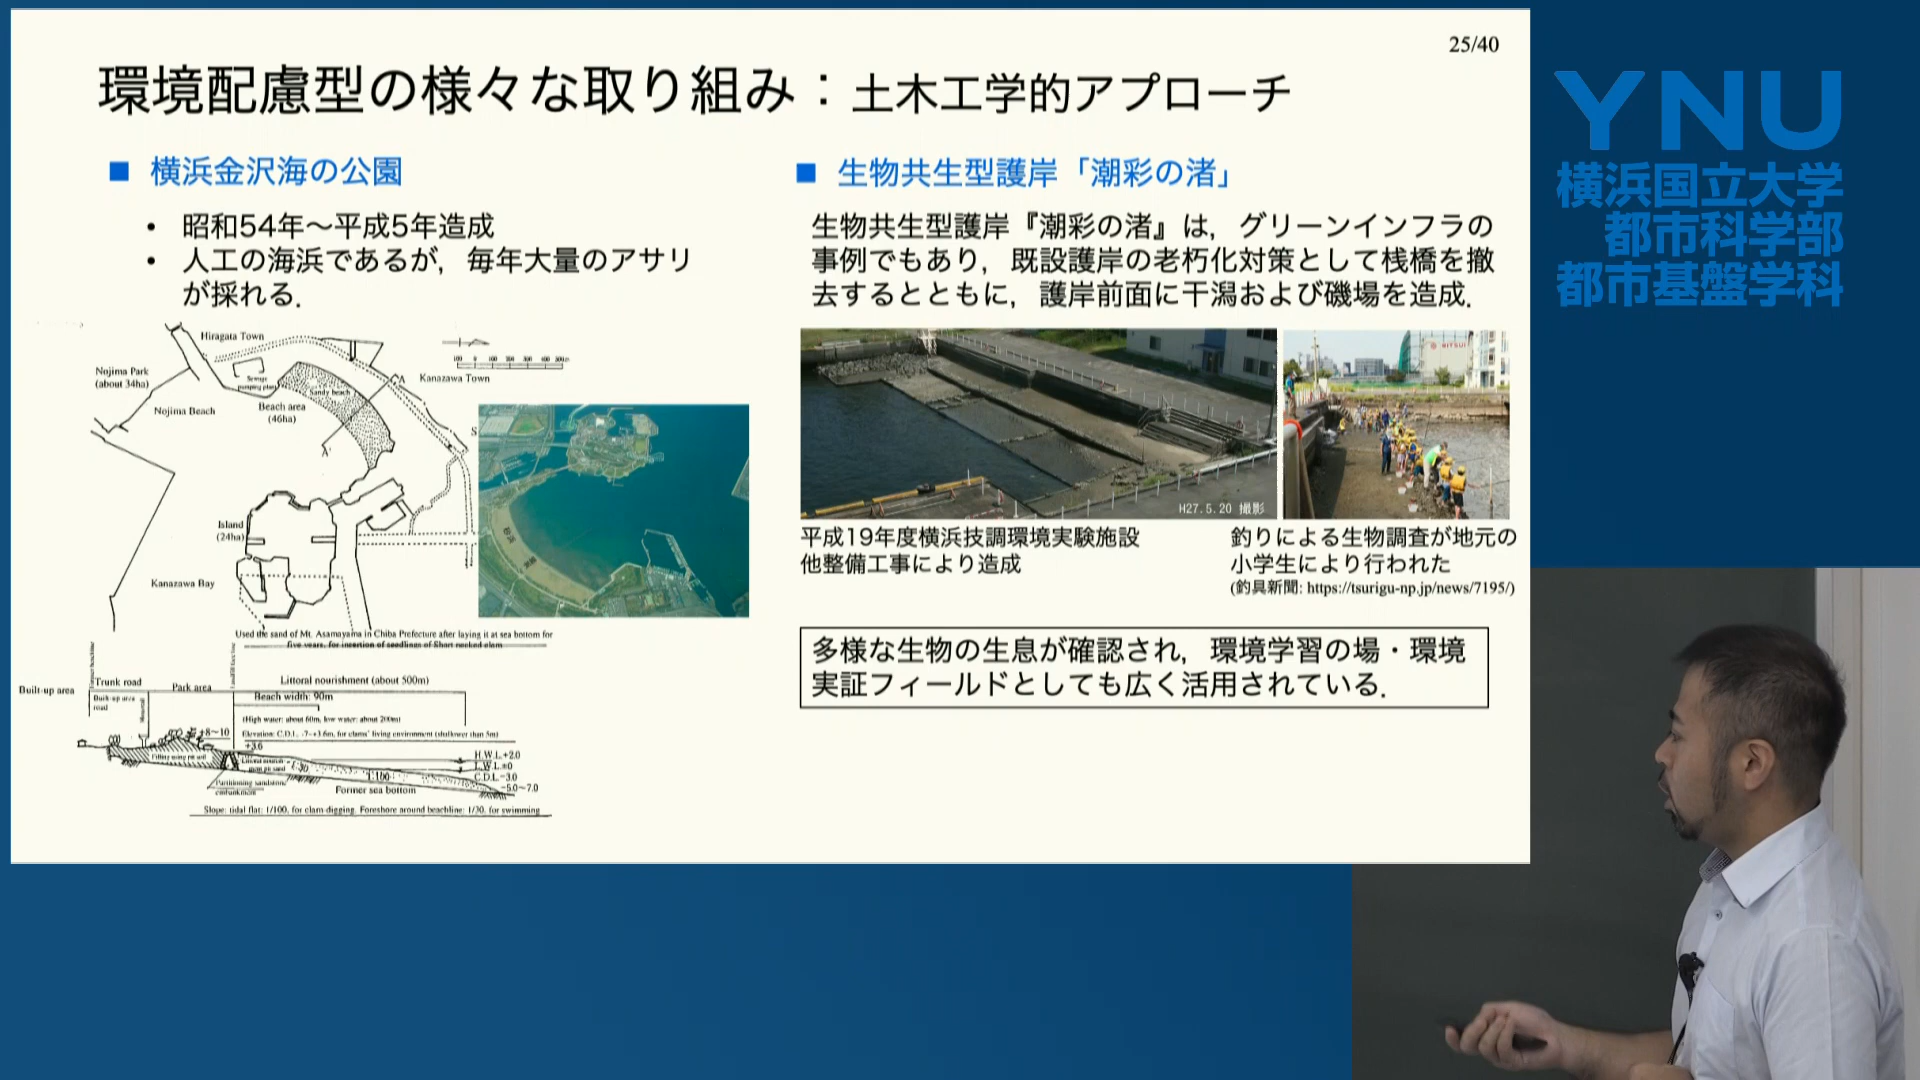 25/40
環境配慮型の様々な取り組み：土木工学的アプローチ
YNU
横浜国立大学
都市科学部
都市基盤学科
■ 横浜金沢海の公園
• 昭和54年〜平成5年造成
• 人工の海浜であるが，毎年大量のアサリ
が採れる．
Hiragata Town
Nojima Park
(about 34ha)
Nojima Beach
Sandy beach
Beach area
(46ha)
Kanazawa Town
A
A'
Island
(24ha)
Kanazawa Bay
Used the sand of Mt. Asamayama in Chiba Prefecture after laying it at sea bottom for
five years, for insertion of seedlings of Short necked clam
Built-up area
Trunk road
Park area
Littoral nourishment (about 500m)
Built-up area
road
Beach width: 90m
(High water: about 60m, low water: about 200m)
Elevation: C.D.L. -7~+3.6m, for clams' living environment (shallower than 5m)
+8~10
+3.6
H.W.L.+2.0
L.W.L.±0
C.D.L.-3.0
-5.0~7.0
1:30
1:100
Former sea bottom
Slope: tidal flat: 1/100, for clam digging. Foreshore around beachline: 1/30, for swimming
■ 生物共生型護岸「潮彩の渚」
生物共生型護岸『潮彩の渚』は，グリーンインフラの
事例でもあり，既設護岸の老朽化対策として桟橋を撤
去するとともに，護岸前面に干潟および磯場を造成．
H27.5.20 撮影
平成19年度横浜技調環境実験施設
他整備工事により造成
釣りによる生物調査が地元の
小学生により行われた
(釣具新聞: https://tsurigu-np.jp/news/7195/)
多様な生物の生息が確認され，環境学習の場・環境
実証フィールドとしても広く活用されている．